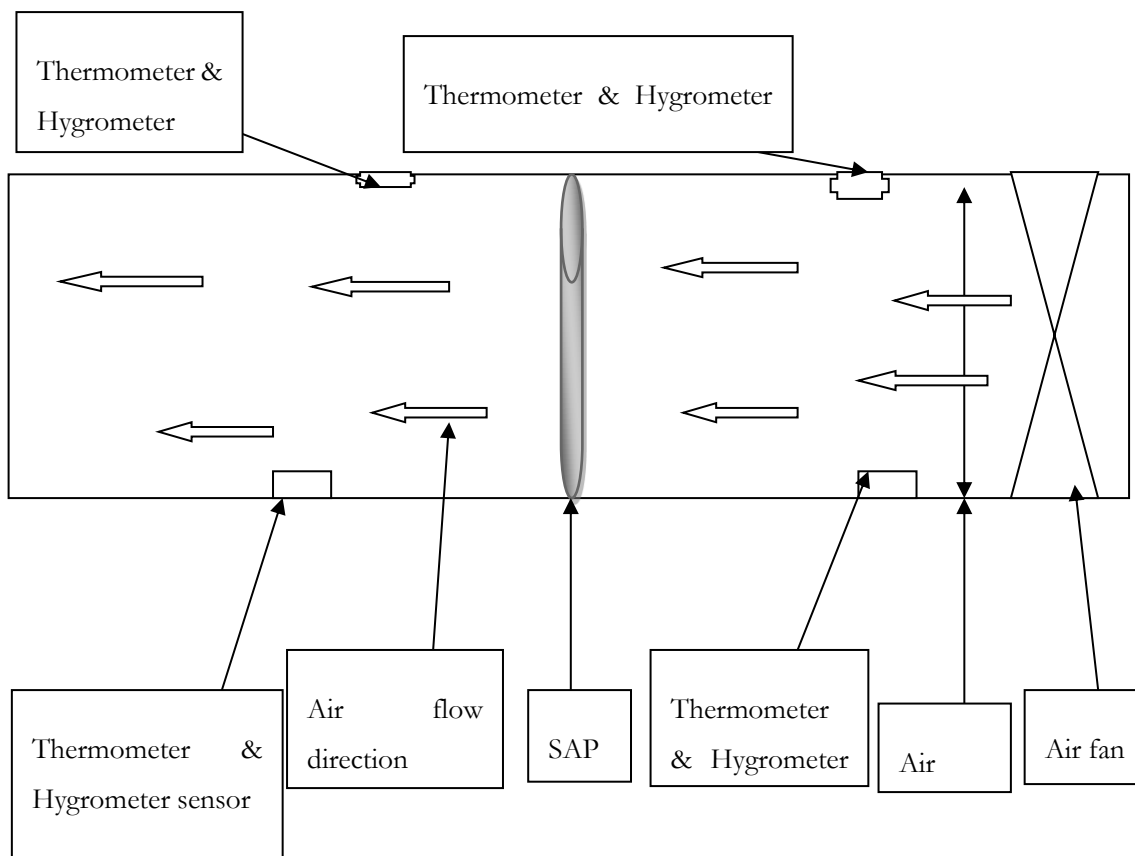 Thermometer &
Hygrometer
Thermometer & Hygrometer
Thermometer &
Hygrometer sensor
Air flow
direction
SAP
Thermometer
& Hygrometer
Air
Air fan